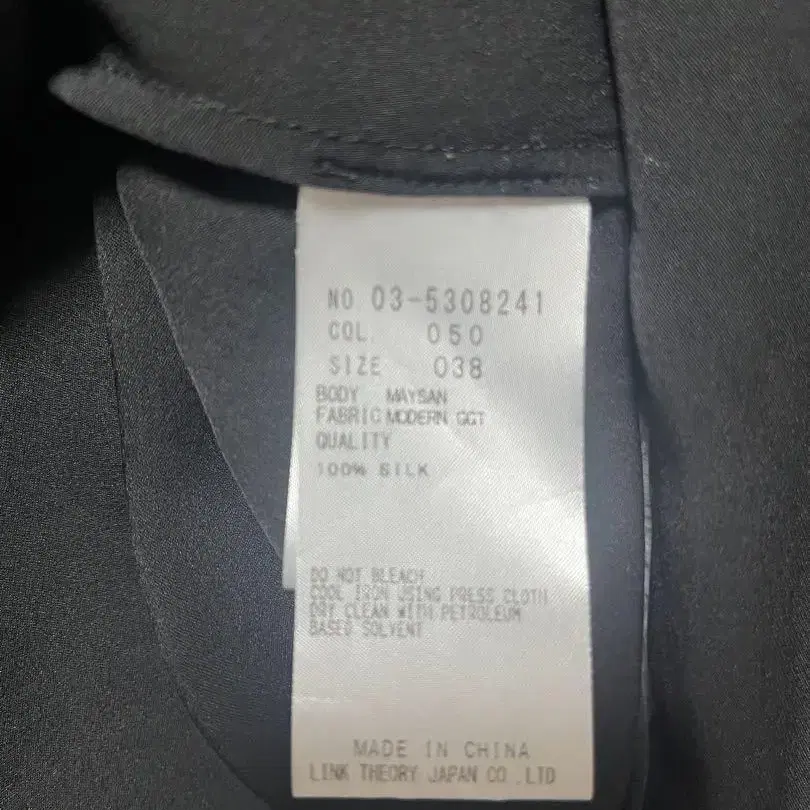 NO 03-5308241
COL. 050
SIZE 038
BODY MAYSAN
FABRIC MODERN GGT
QUALITY
100% SILK
DO NOT BLEACH
COOL IRON USING PRESS CLOTH
DRY CLEAN WITH PETROLEUM
BASED SOLVENT
MADE IN CHINA
LINK THEORY JAPAN CO.,LTD